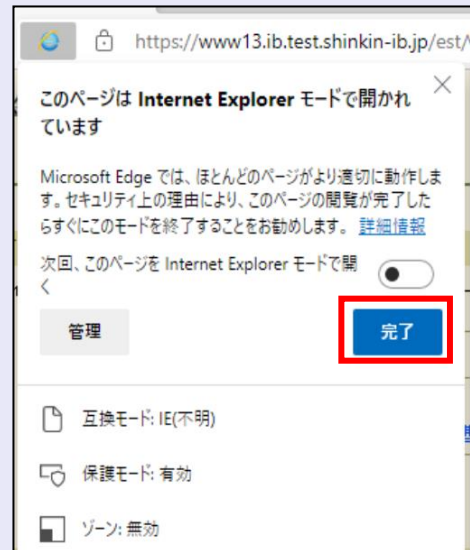 https://www13.ib.test.shinkin-ib.jp/est/
このページは Internet Explorer モードで開かれ
ています
Microsoft Edge では、ほとんどのページがより適切に動作しま
す。セキュリティ上の理由により、このページの閲覧が完了した
らすぐにこのモードを終了することをお勧めします。 詳細情報
次回、このページを Internet Explorer モードで開
く
管理
完了
互換モード: IE(不明)
保護モード: 有効
ゾーン: 無効